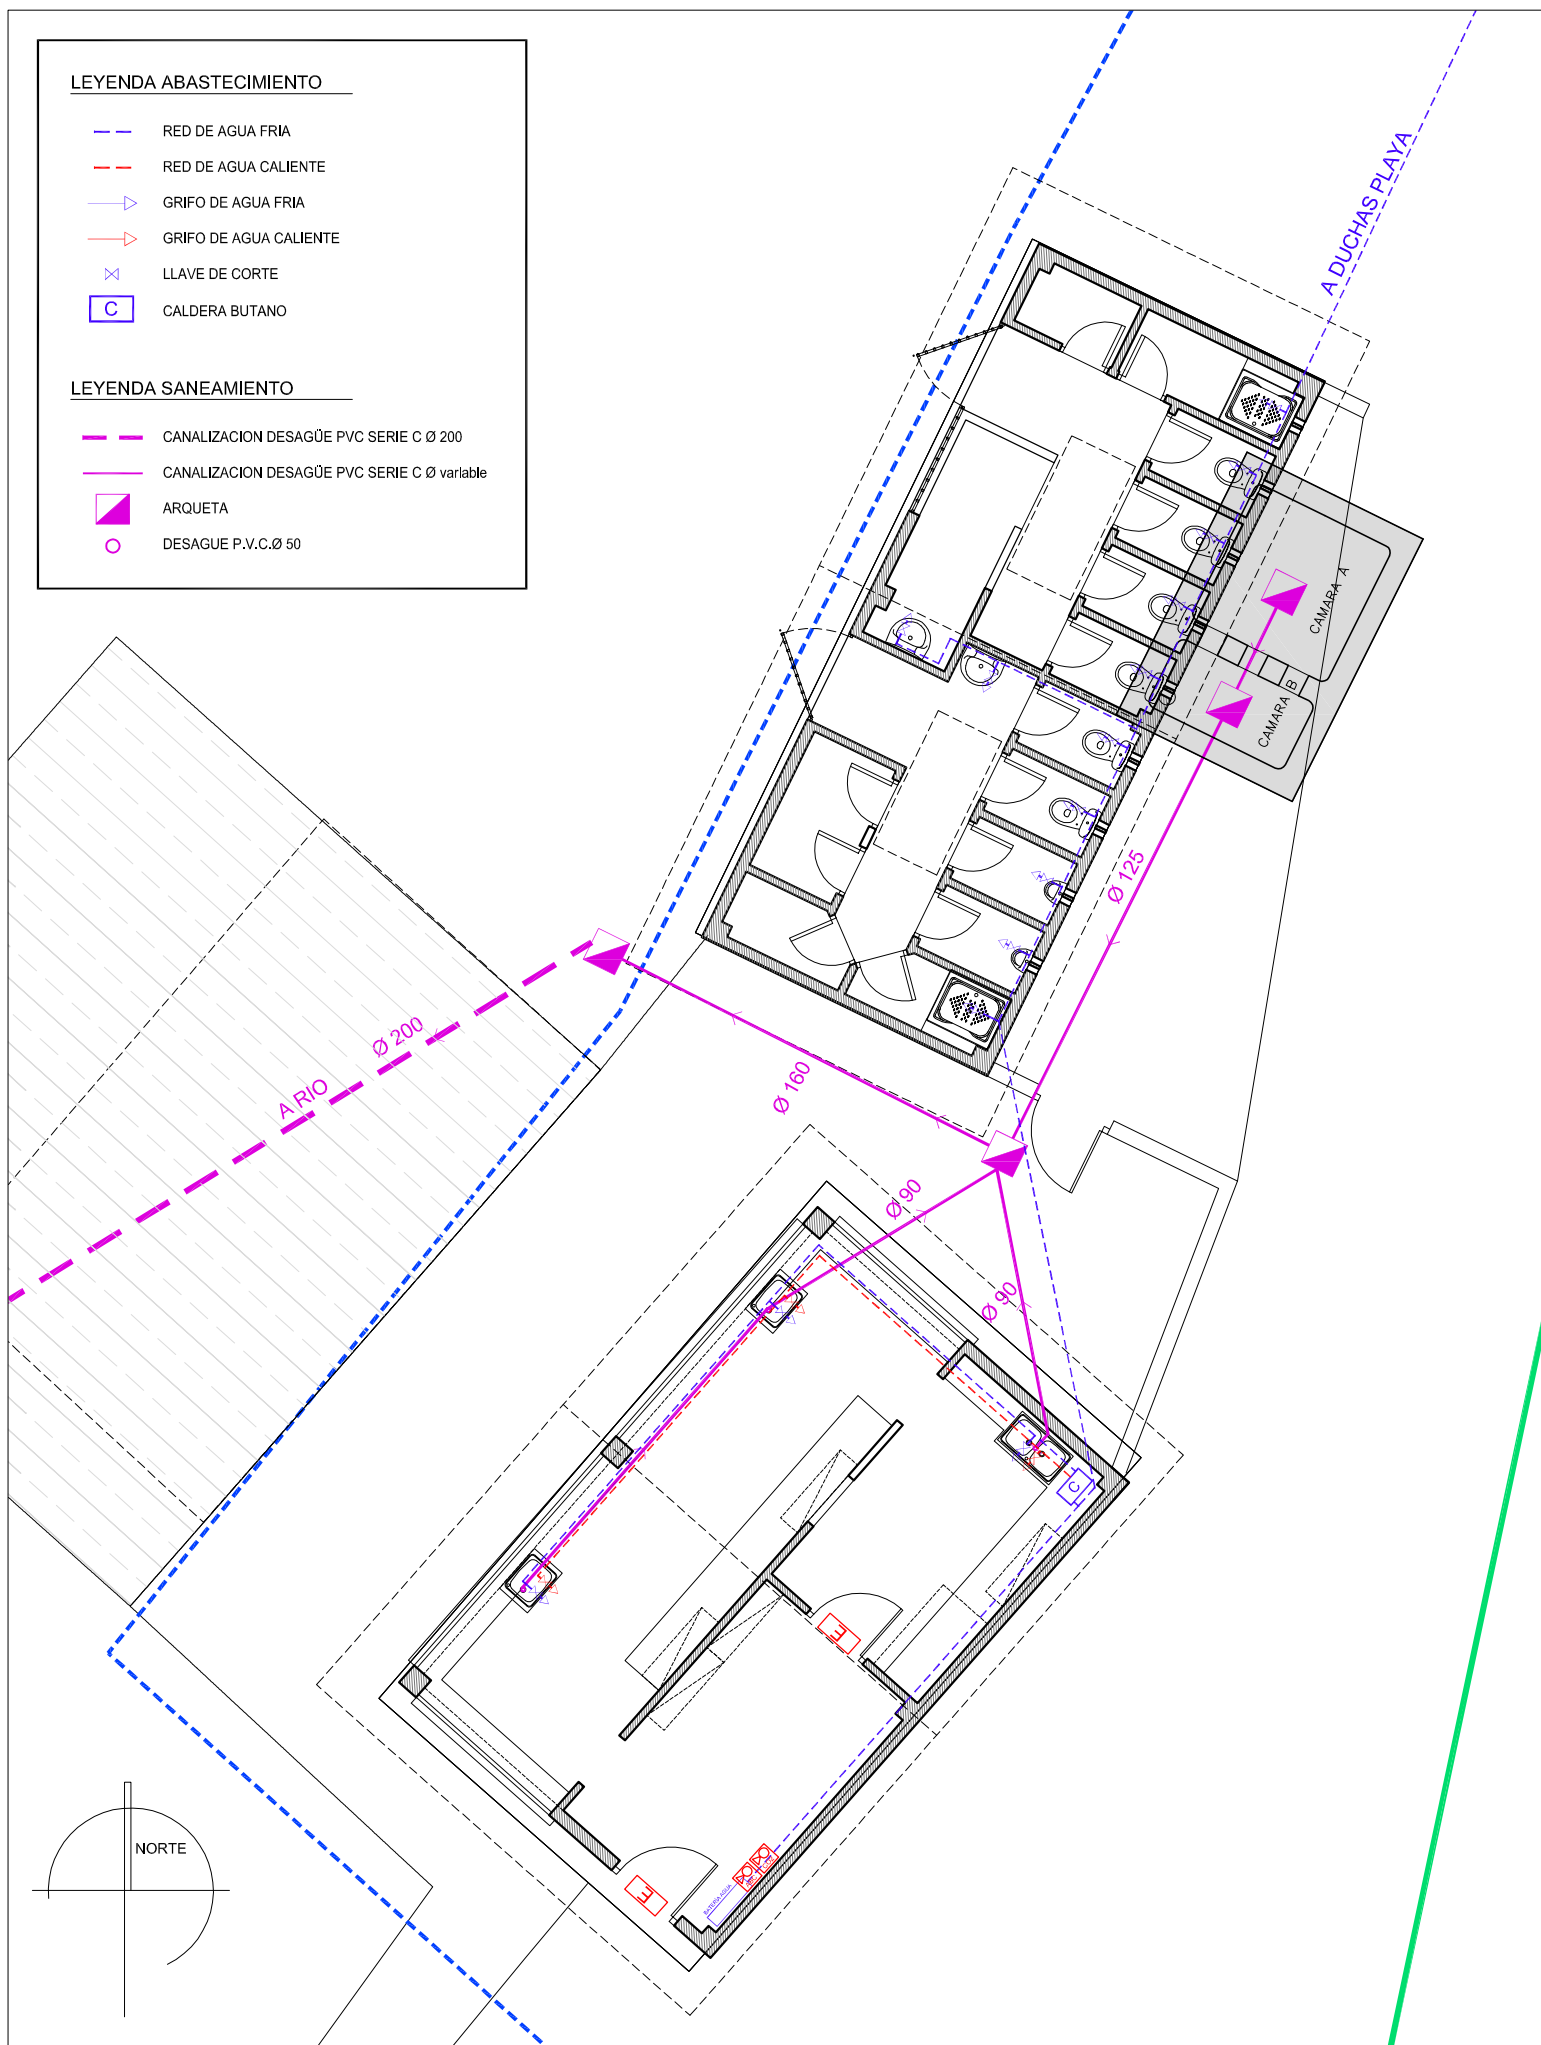 LEYENDA ABASTECIMIENTO
RED DE AGUA FRIA
RED DE AGUA CALIENTE
GRIFO DE AGUA FRIA
GRIFO DE AGUA CALIENTE
LLAVE DE CORTE
C
CALDERA BUTANO
LEYENDA SANEAMIENTO
CANALIZACION DESAGÜE PVC SERIE C Ø 200
CANALIZACION DESAGÜE PVC SERIE C Ø variable
ARQUETA
DESAGUE P.V.C.Ø 50
A DUCHAS PLAYA
CAMARA A
CAMARA B
Ø 125
Ø 200
A RIO
Ø 160
Ø 90
Ø 90
C
E
E
BATERIA AGUA
NORTE